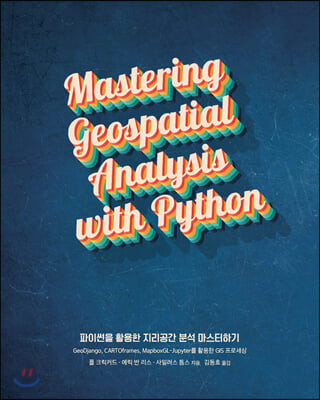 Mastering
Geospatial
Analysis
with Python
파이썬을 활용한 지리공간 분석 마스터하기
GeoDjango, CARTOframes, MapboxGL-Jupyter를 활용한 GIS 프로세싱
폴 크릭커드 · 에릭 반 리스 · 사일러스 톰스 지음 김동호 옮김